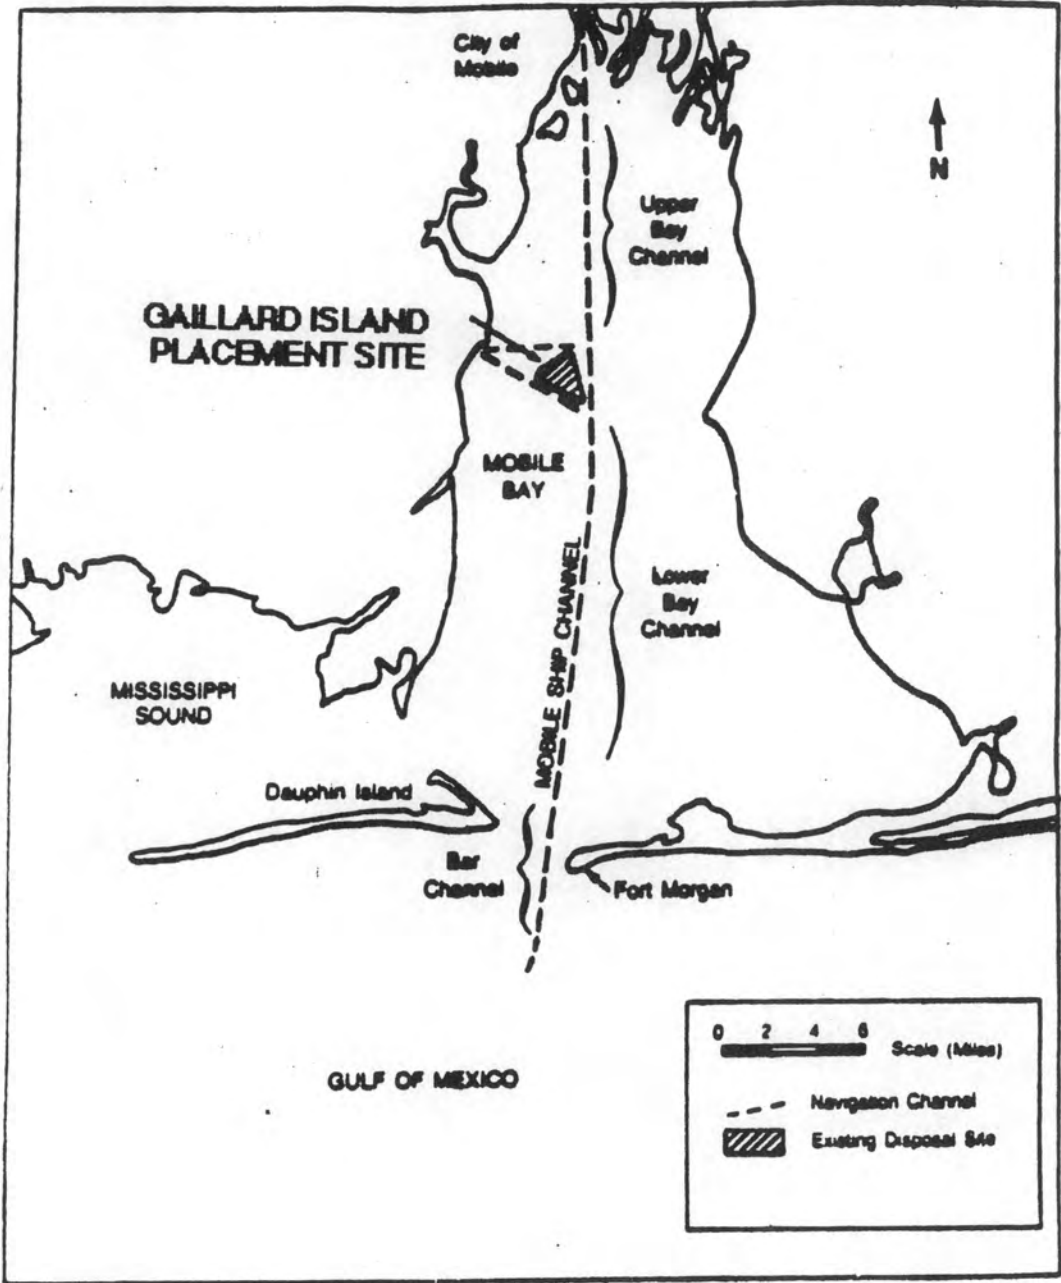 City of
Mobile
N
Upper
Bay
Channel
GAILLARD ISLAND
PLACEMENT SITE
MOBILE
BAY
MOBILE SHIP CHANNEL
Lower
Bay
Channel
MISSISSIPPI
SOUND
Dauphin Island
Bar
Channel
Fort Morgan
GULF OF MEXICO
0 2 4 6
Scale (Miles)
Navigation Channel
Existing Disposal Site